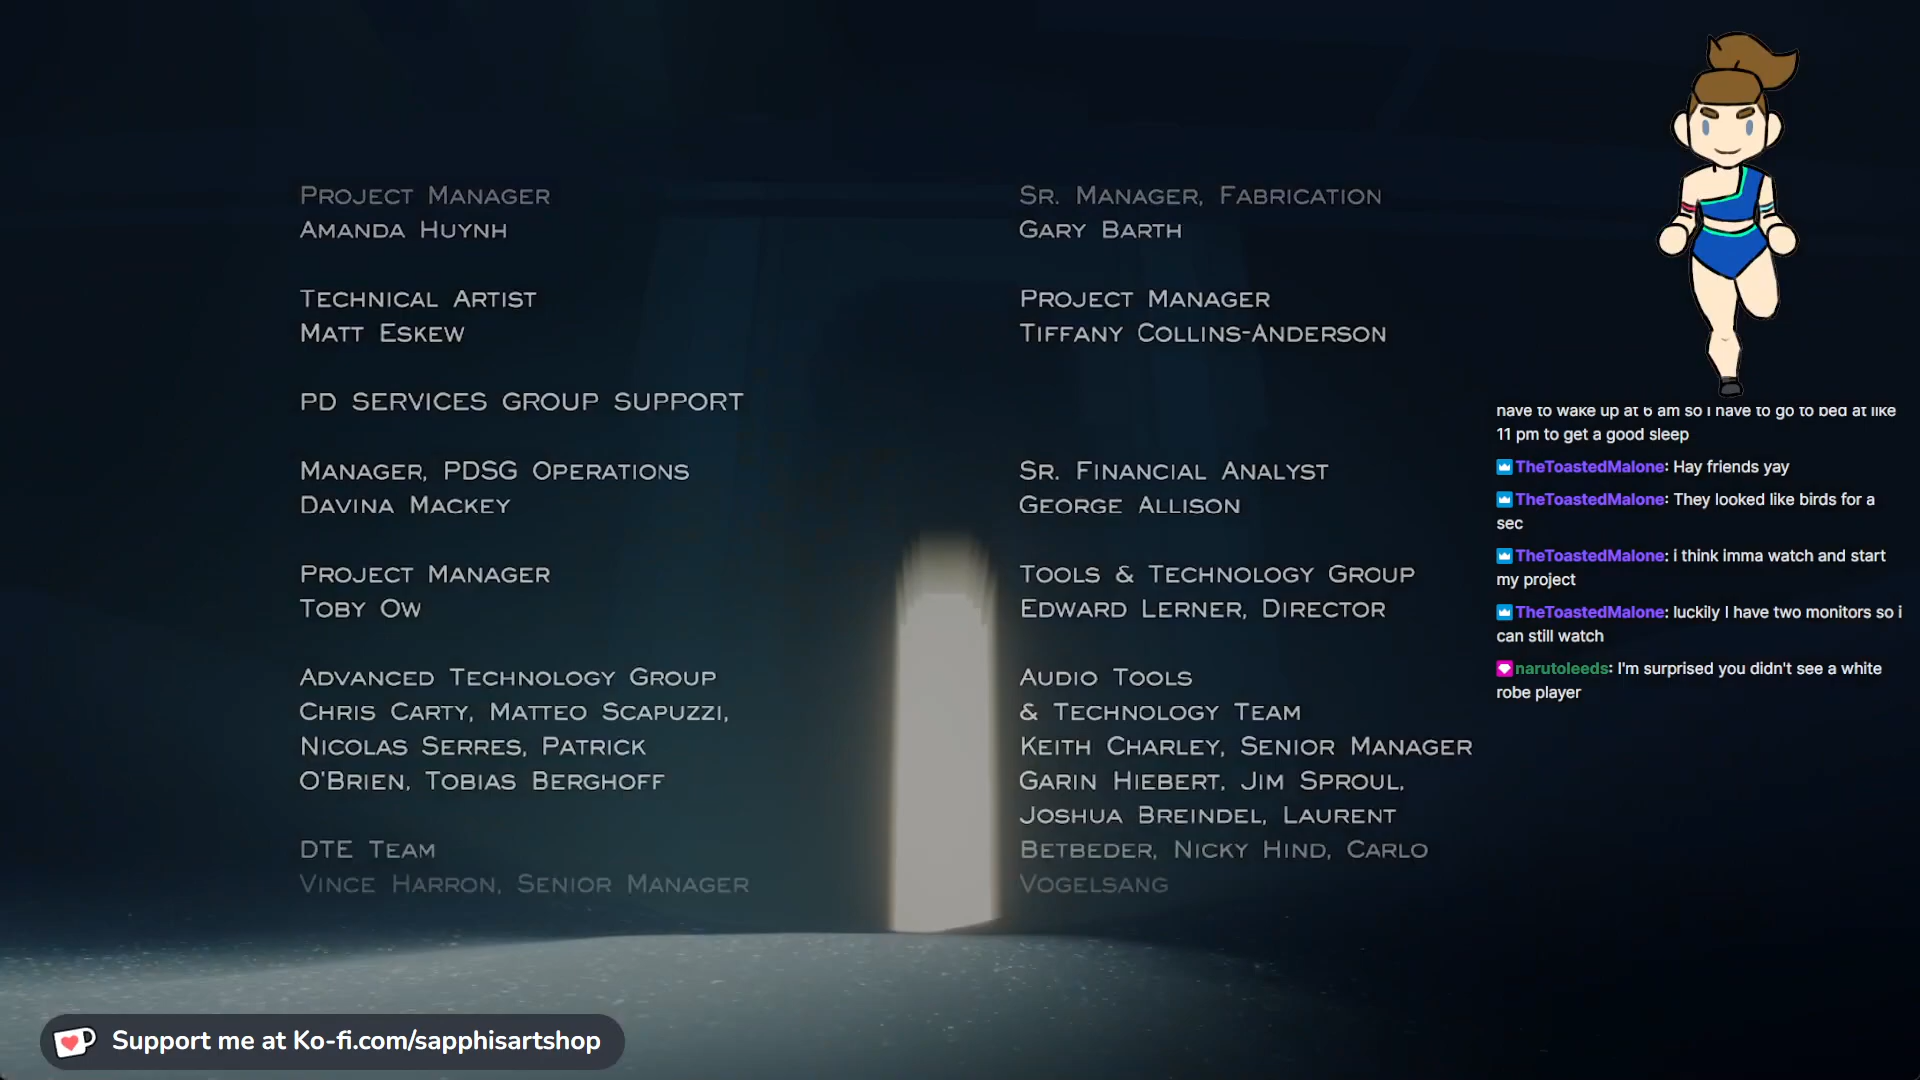 PROJECT MANAGER
AMANDA HUYNH
TECHNICAL ARTIST
MATT ESKEW
PD SERVICES GROUP SUPPORT
MANAGER, PDSG OPERATIONS
DAVINA MACKEY
PROJECT MANAGER
TOBY OW
ADVANCED TECHNOLOGY GROUP
CHRIS CARTY, MATTEO SCAPUZZI,
NICOLAS SERRES, PATRICK
O'BRIEN, TOBIAS BERGHOFF
DTE TEAM
VINCE HARRON, SENIOR MANAGER
SR. MANAGER, FABRICATION
GARY BARTH
PROJECT MANAGER
TIFFANY COLLINS-ANDERSON
SR. FINANCIAL ANALYST
GEORGE ALLISON
TOOLS & TECHNOLOGY GROUP
EDWARD LERNER, DIRECTOR
AUDIO TOOLS
& TECHNOLOGY TEAM
KEITH CHARLEY, SENIOR MANAGER
GARIN HIEBERT, JIM SPROUL,
JOSHUA BREINDEL, LAURENT
BETBEDER, NICKY HIND, CARLO
VOGELSANG
have to wake up at 6 am so i have to go to bed at like
11 pm to get a good sleep
TheToastedMalone: Hay friends yay
TheToastedMalone: They looked like birds for a
sec
TheToastedMalone: i think imma watch and start
my project
TheToastedMalone: luckily I have two monitors so i
can still watch
narutoleeds: I'm surprised you didn't see a white
robe player
Support me at Ko-fi.com/sapphisartshop